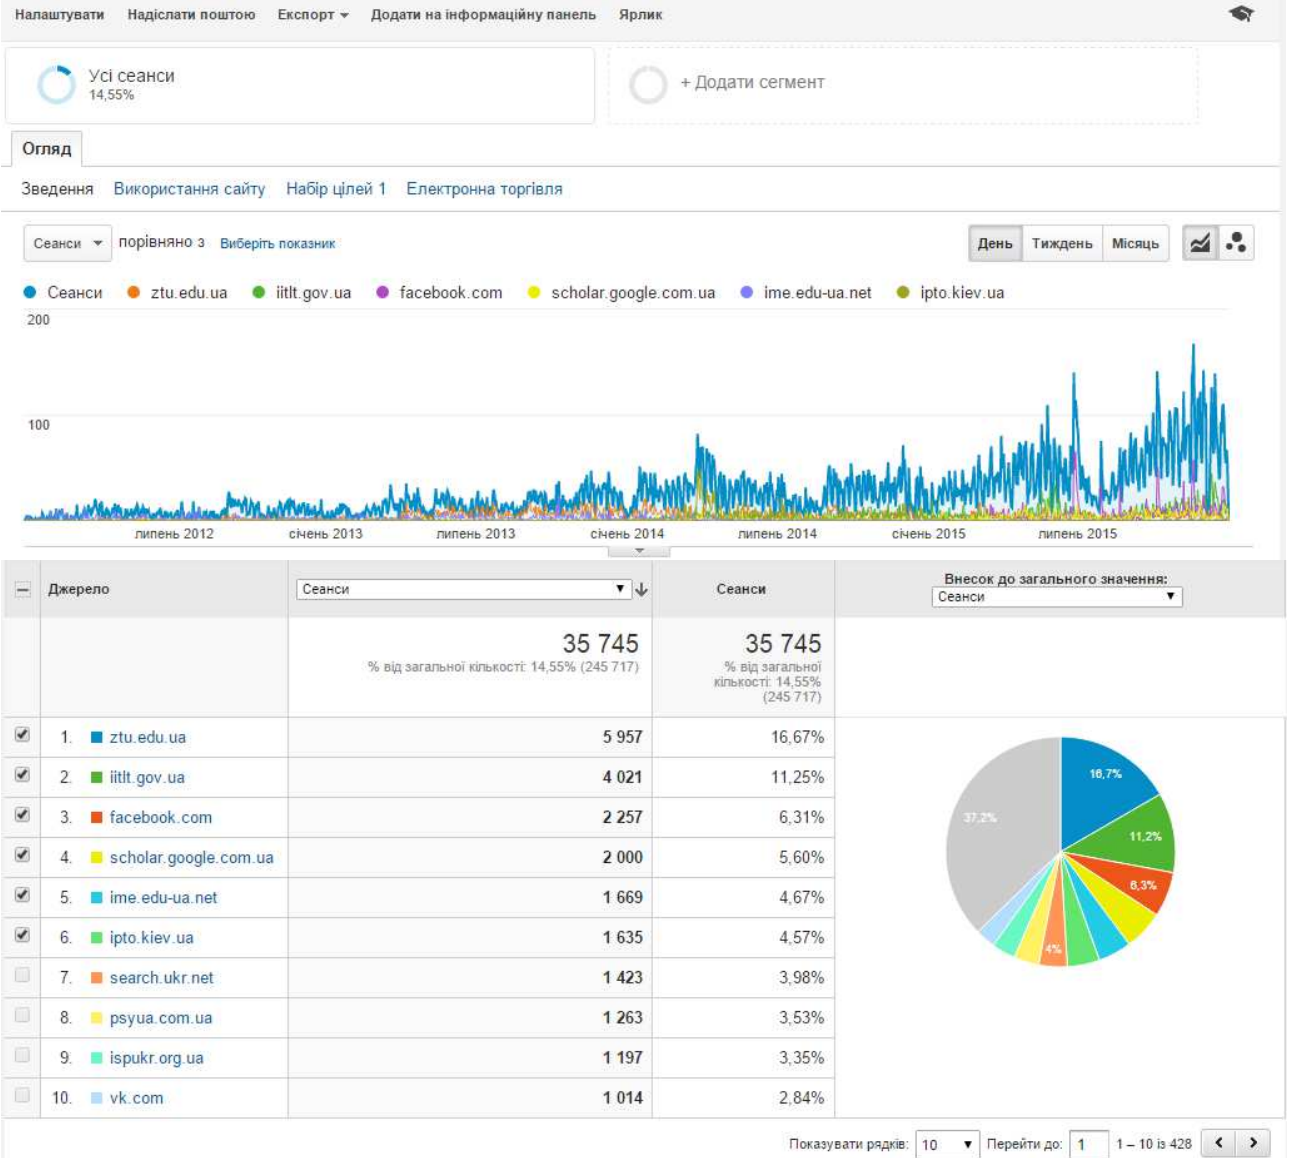 Налаштувати Надіслати поштою Експорт Додати на інформаційну панель Ярлик
Усі сеанси
14,55%
+ Додати сегмент
Огляд
Зведення Використання сайту Набір цілей 1 Електронна торгівля
Сеанси порівняно з Виберіть показник День Тиждень Місяць
Сеанси ztu.edu.ua iitlt.gov.ua facebook.com scholar.google.com.ua ime.edu-ua.net ipto.kiev.ua
200
100
липень 2012 січень 2013 липень 2013 січень 2014 липень 2014 січень 2015 липень 2015
Джерело Сеанси Сеанси Внесок до загального значення:
Сеанси
35 745 35 745
% від загальної кількості: 14,55% (245 717) % від загальної
кількості: 14,55%
(245 717)
1. ztu.edu.ua 5 957 16,67%
2. iitlt.gov.ua 4 021 11,25%
3. facebook.com 2 257 6,31%
4. scholar.google.com.ua 2 000 5,60%
5. ime.edu-ua.net 1 669 4,67%
6. ipto.kiev.ua 1 635 4,57%
7. search.ukr.net 1 423 3,98%
8. psyua.com.ua 1 263 3,53%
9. ispukr.org.ua 1 197 3,35%
10. vk.com 1 014 2,84%
16,7%
37,2%
11,2%
6,3%
4%
Показувати рядків: 10 Перейти до: 1 1 – 10 із 428